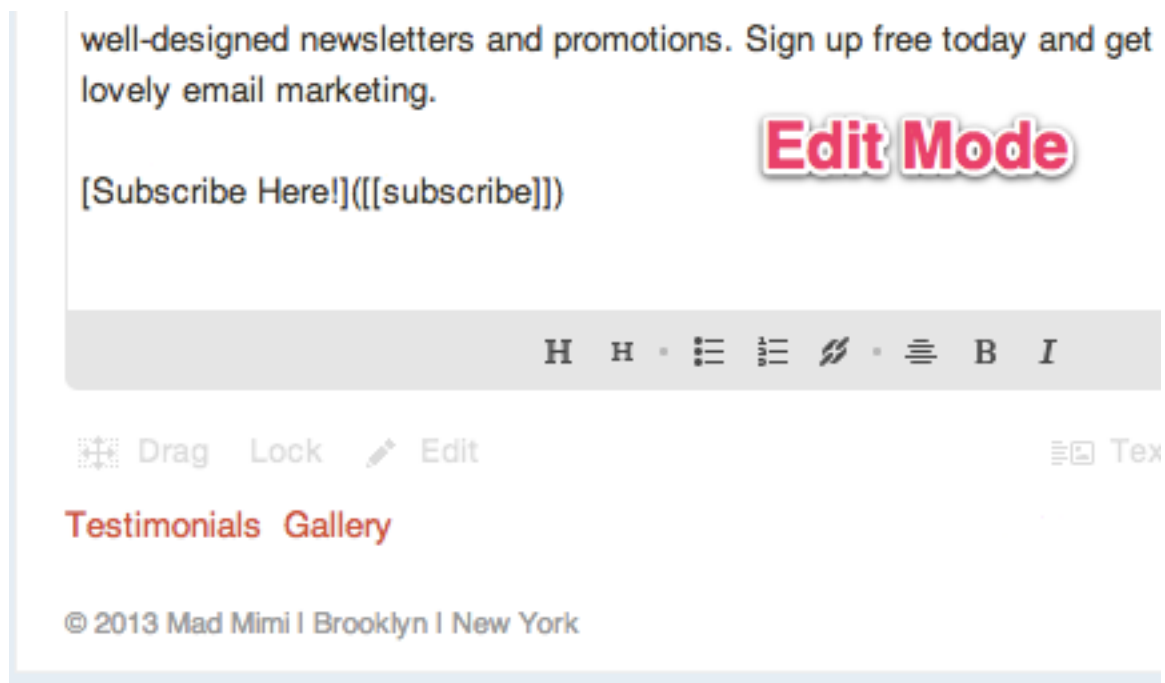 well-designed newsletters and promotions. Sign up free today and get
lovely email marketing.
Edit Mode
[Subscribe Here!]([[subscribe]])
H H B I
Drag Lock Edit
Testimonials Gallery
© 2013 Mad Mimi | Brooklyn | New York